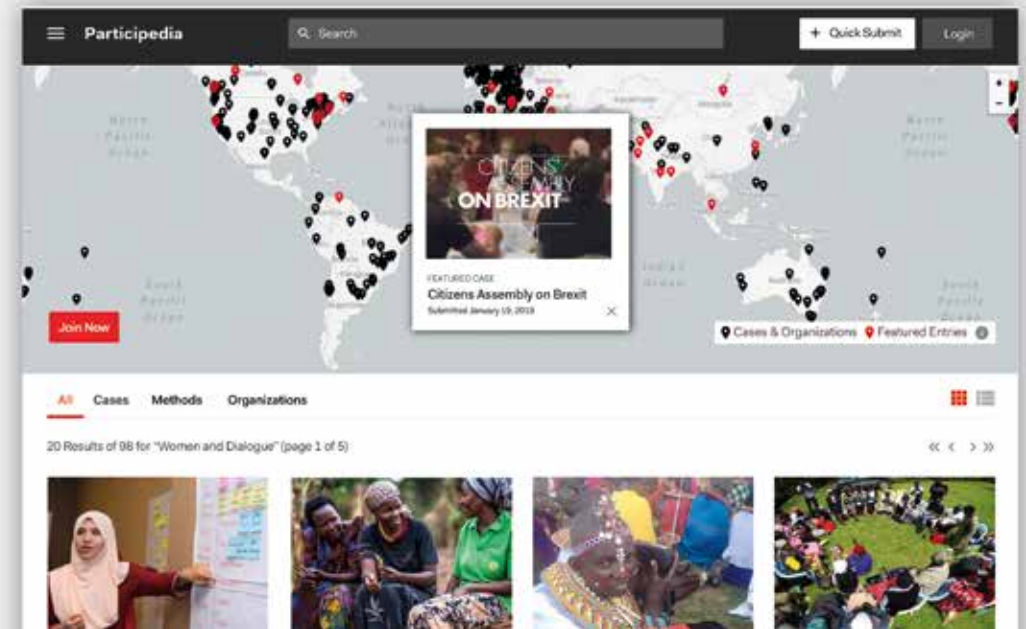 Participedia
Search
+ Quick Submit
Login
CITIZENS'
ASSEMBLY
ON BREXIT
FEATURED CASE
Citizens Assembly on Brexit
Submitted January 19, 2019
Join Now
Cases & Organizations
Featured Entries
All
Cases
Methods
Organizations
20 Results of 98 for "Women and Dialogue" (page 1 of 5)